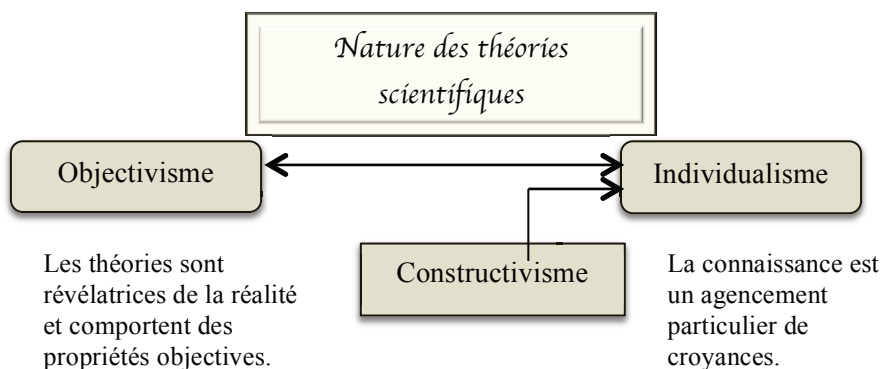 Nature des théories
scientifiques
Objectivisme
Individualisme
Constructivisme
Les théories sont
révélatrices de la réalité
et comportent des
propriétés objectives.
La connaissance est
un agencement
particulier de
croyances.